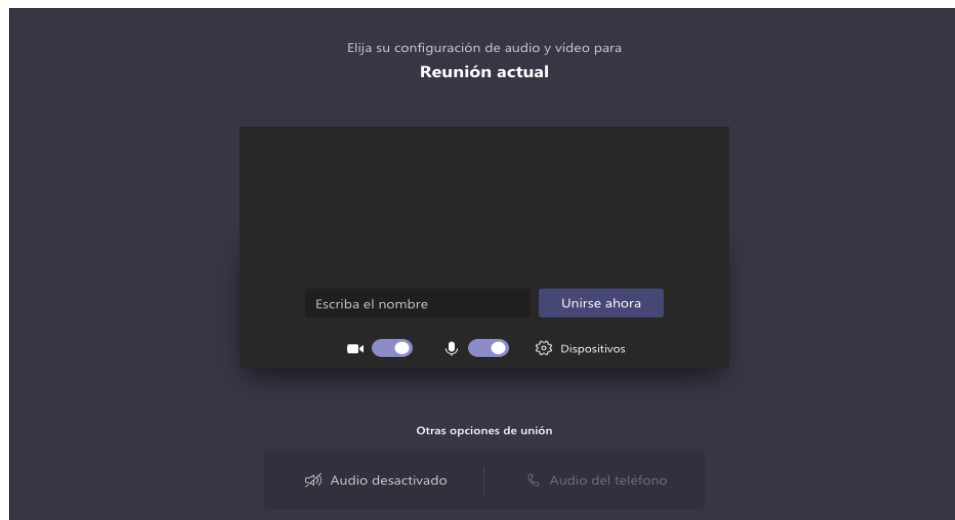 Elija su configuración de audio y vídeo para
Reunión actual
Escriba el nombre
Unirse ahora
Dispositivos
Otras opciones de unión
Audio desactivado
Audio del teléfono